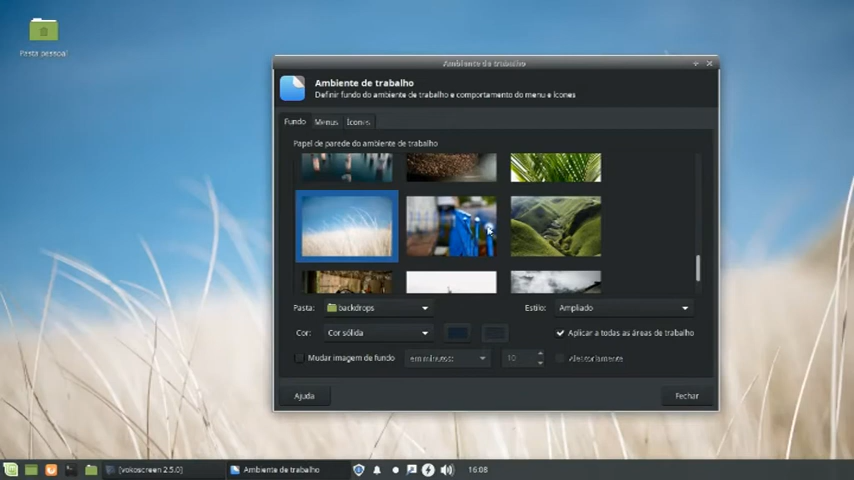 Pasta pessoal
Ambiente de trabalho
Ambiente de trabalho
Definir fundo do ambiente de trabalho e comportamento do menu e ícones
Fundo Menus Ícones
Papel de parede do ambiente de trabalho
Pasta: backdrops Estilo: Ampliado
Cor: Cor sólida Aplicar a todas as áreas de trabalho
Mudar imagem de fundo em minutos: 10 Aleatoriamente
Ajuda Fechar
[vokoscreen 2.5.0] Ambiente de trabalho 16:08